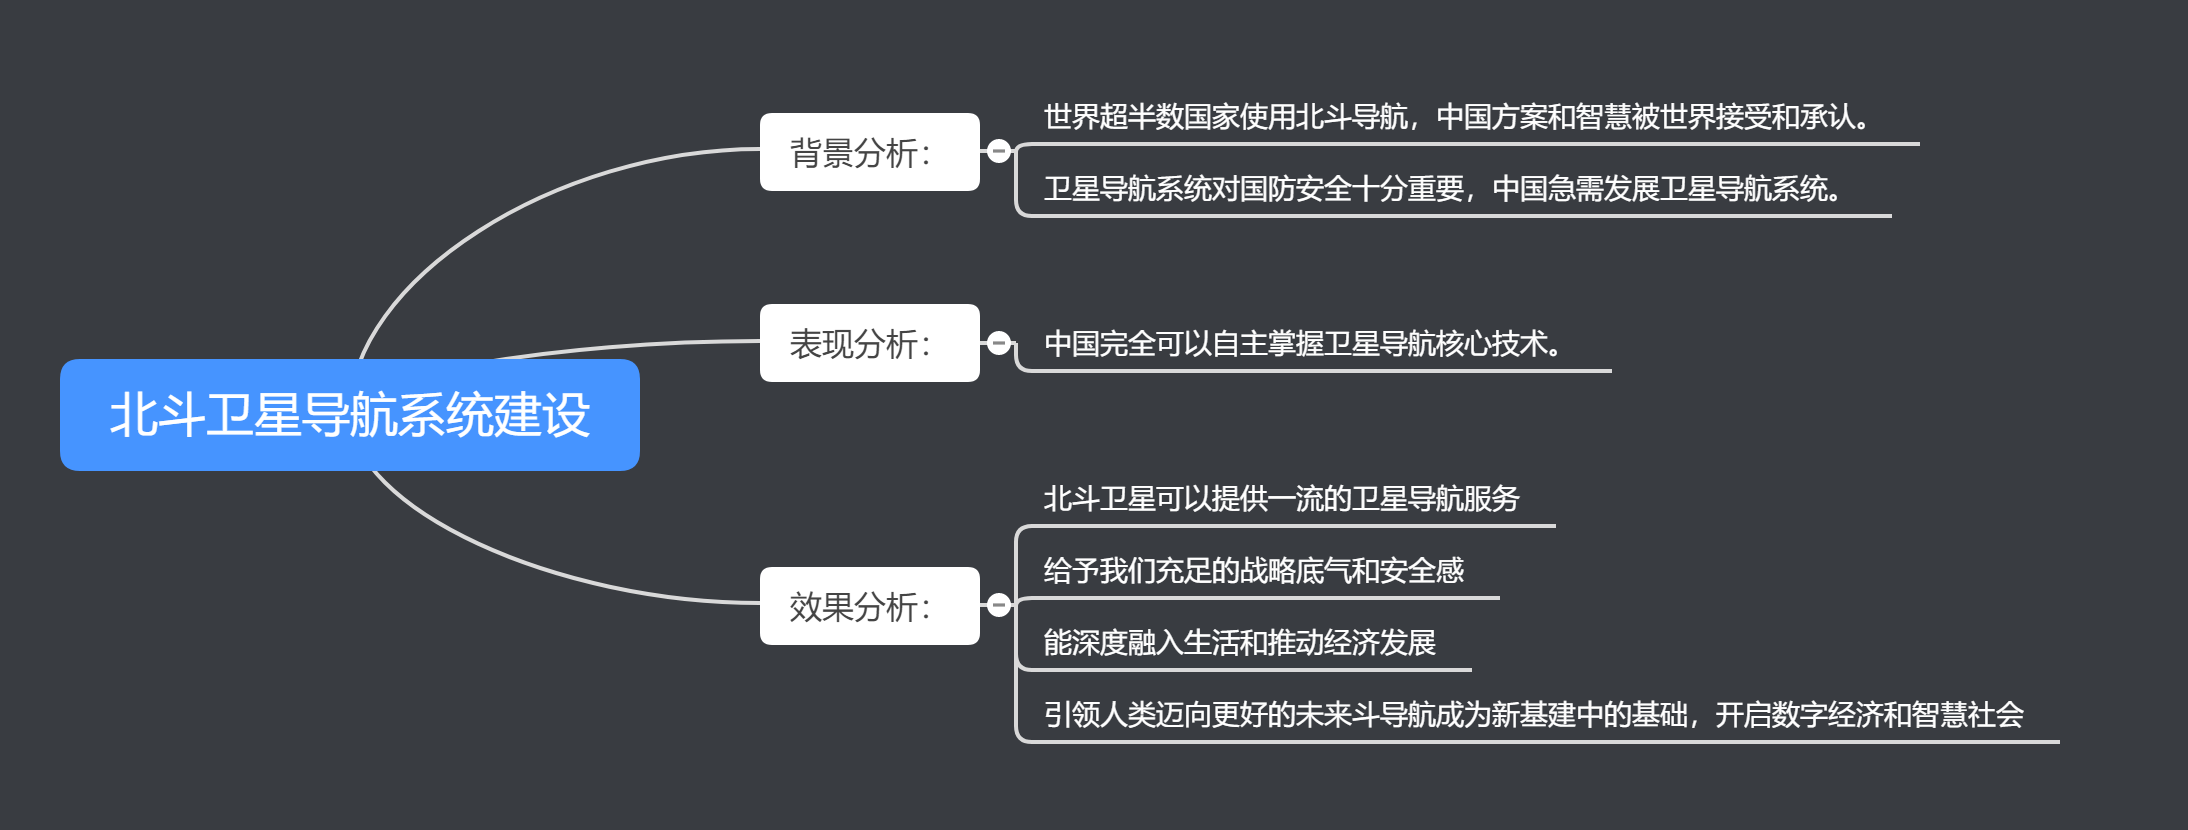 北斗卫星导航系统建设
背景分析：
世界超半数国家使用北斗导航，中国方案和智慧被世界接受和承认。
卫星导航系统对国防安全十分重要，中国急需发展卫星导航系统。
表现分析：
中国完全可以自主掌握卫星导航核心技术。
效果分析：
北斗卫星可以提供一流的卫星导航服务
给予我们充足的战略底气和安全感
能深度融入生活和推动经济发展
引领人类迈向更好的未来斗导航成为新基建中的基础，开启数字经济和智慧社会